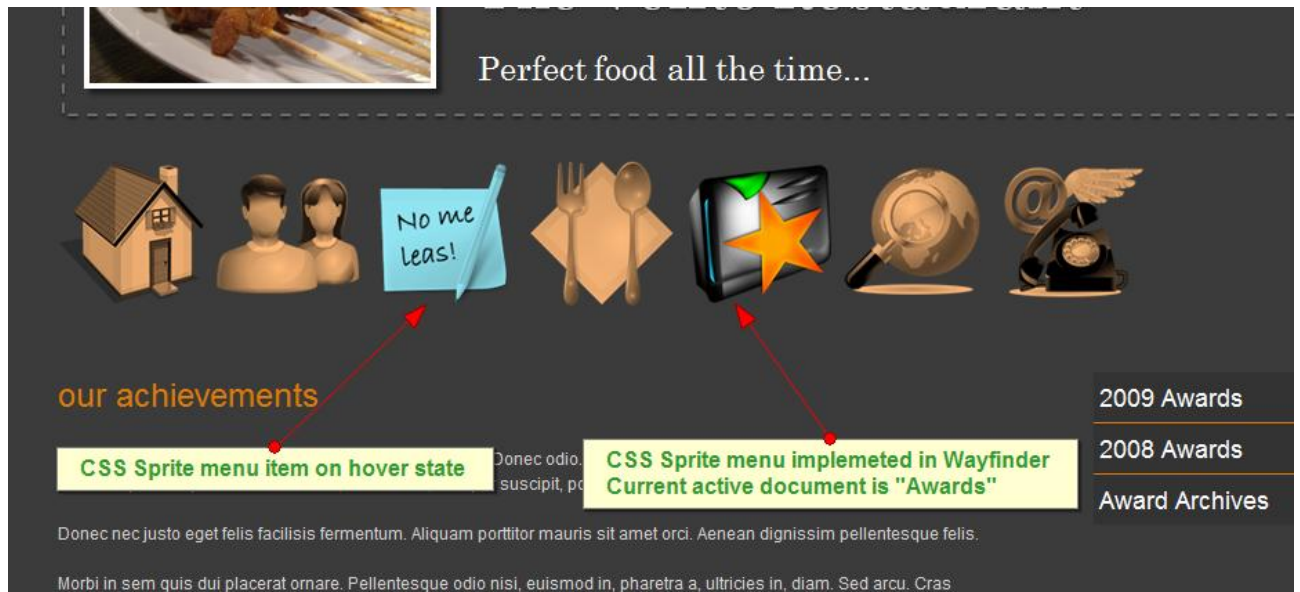 Perfect food all the time...
No me
leas!
@
our achievements
2009 Awards
CSS Sprite menu item on hover state
Donec odio.
CSS Sprite menu implemeted in Wayfinder
2008 Awards
suscipit,
Current active document is "Awards"
Award Archives
Donec nec justo eget felis facilisis fermentum. Aliquam porttitor mauris sit amet orci. Aenean dignissim pellentesque felis.
Morbi in sem quis dui placerat ornare. Pellentesque odio nisi, euismod in, pharetra a, ultricies in, diam. Sed arcu. Cras